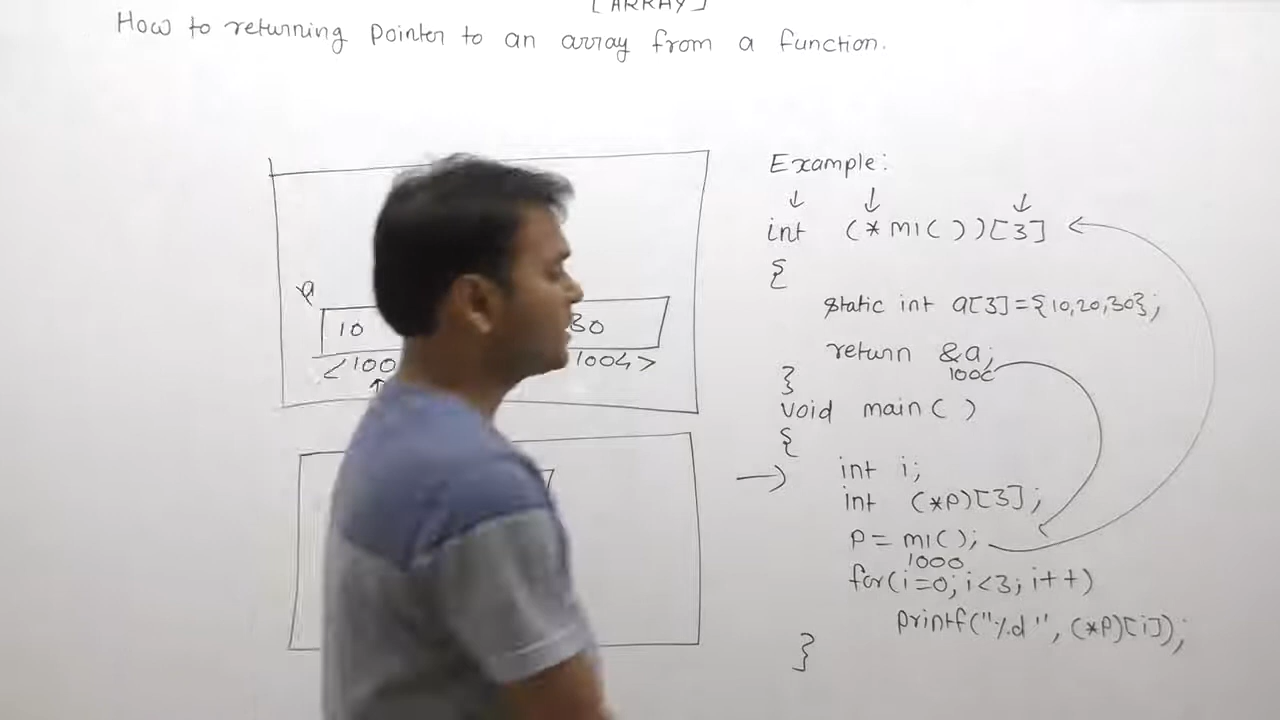 [ARRAY]
How to returning pointer to an array from a function.
Example:
int (*m1())[3]
{
static int a[3]={10,20,30};
return &a;
1000
}
void main()
{
int i;
int (*p)[3];
p=m1();
1000
for(i=0; i<3; i++)
printf("%d", (*p)[i]);
}
a
10 30
100 1004